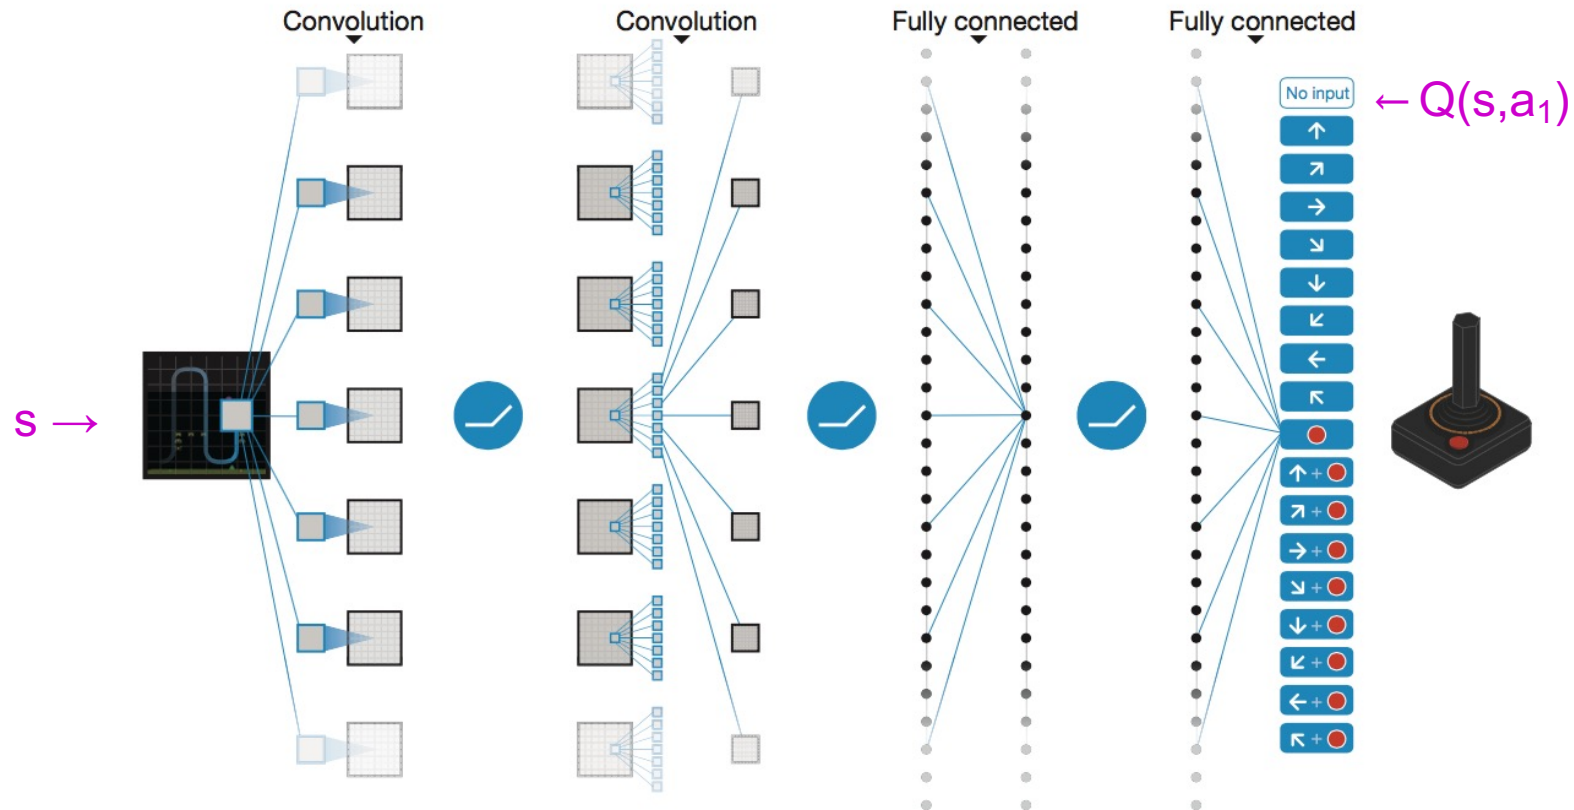 Convolution
Convolution
Fully connected
Fully connected
No input
← Q(s,a₁)
↑
↗
→
↘
↓
↙
←
↖
s →
↑ +
↗ +
→ +
↘ +
↓ +
↙ +
← +
↖ +